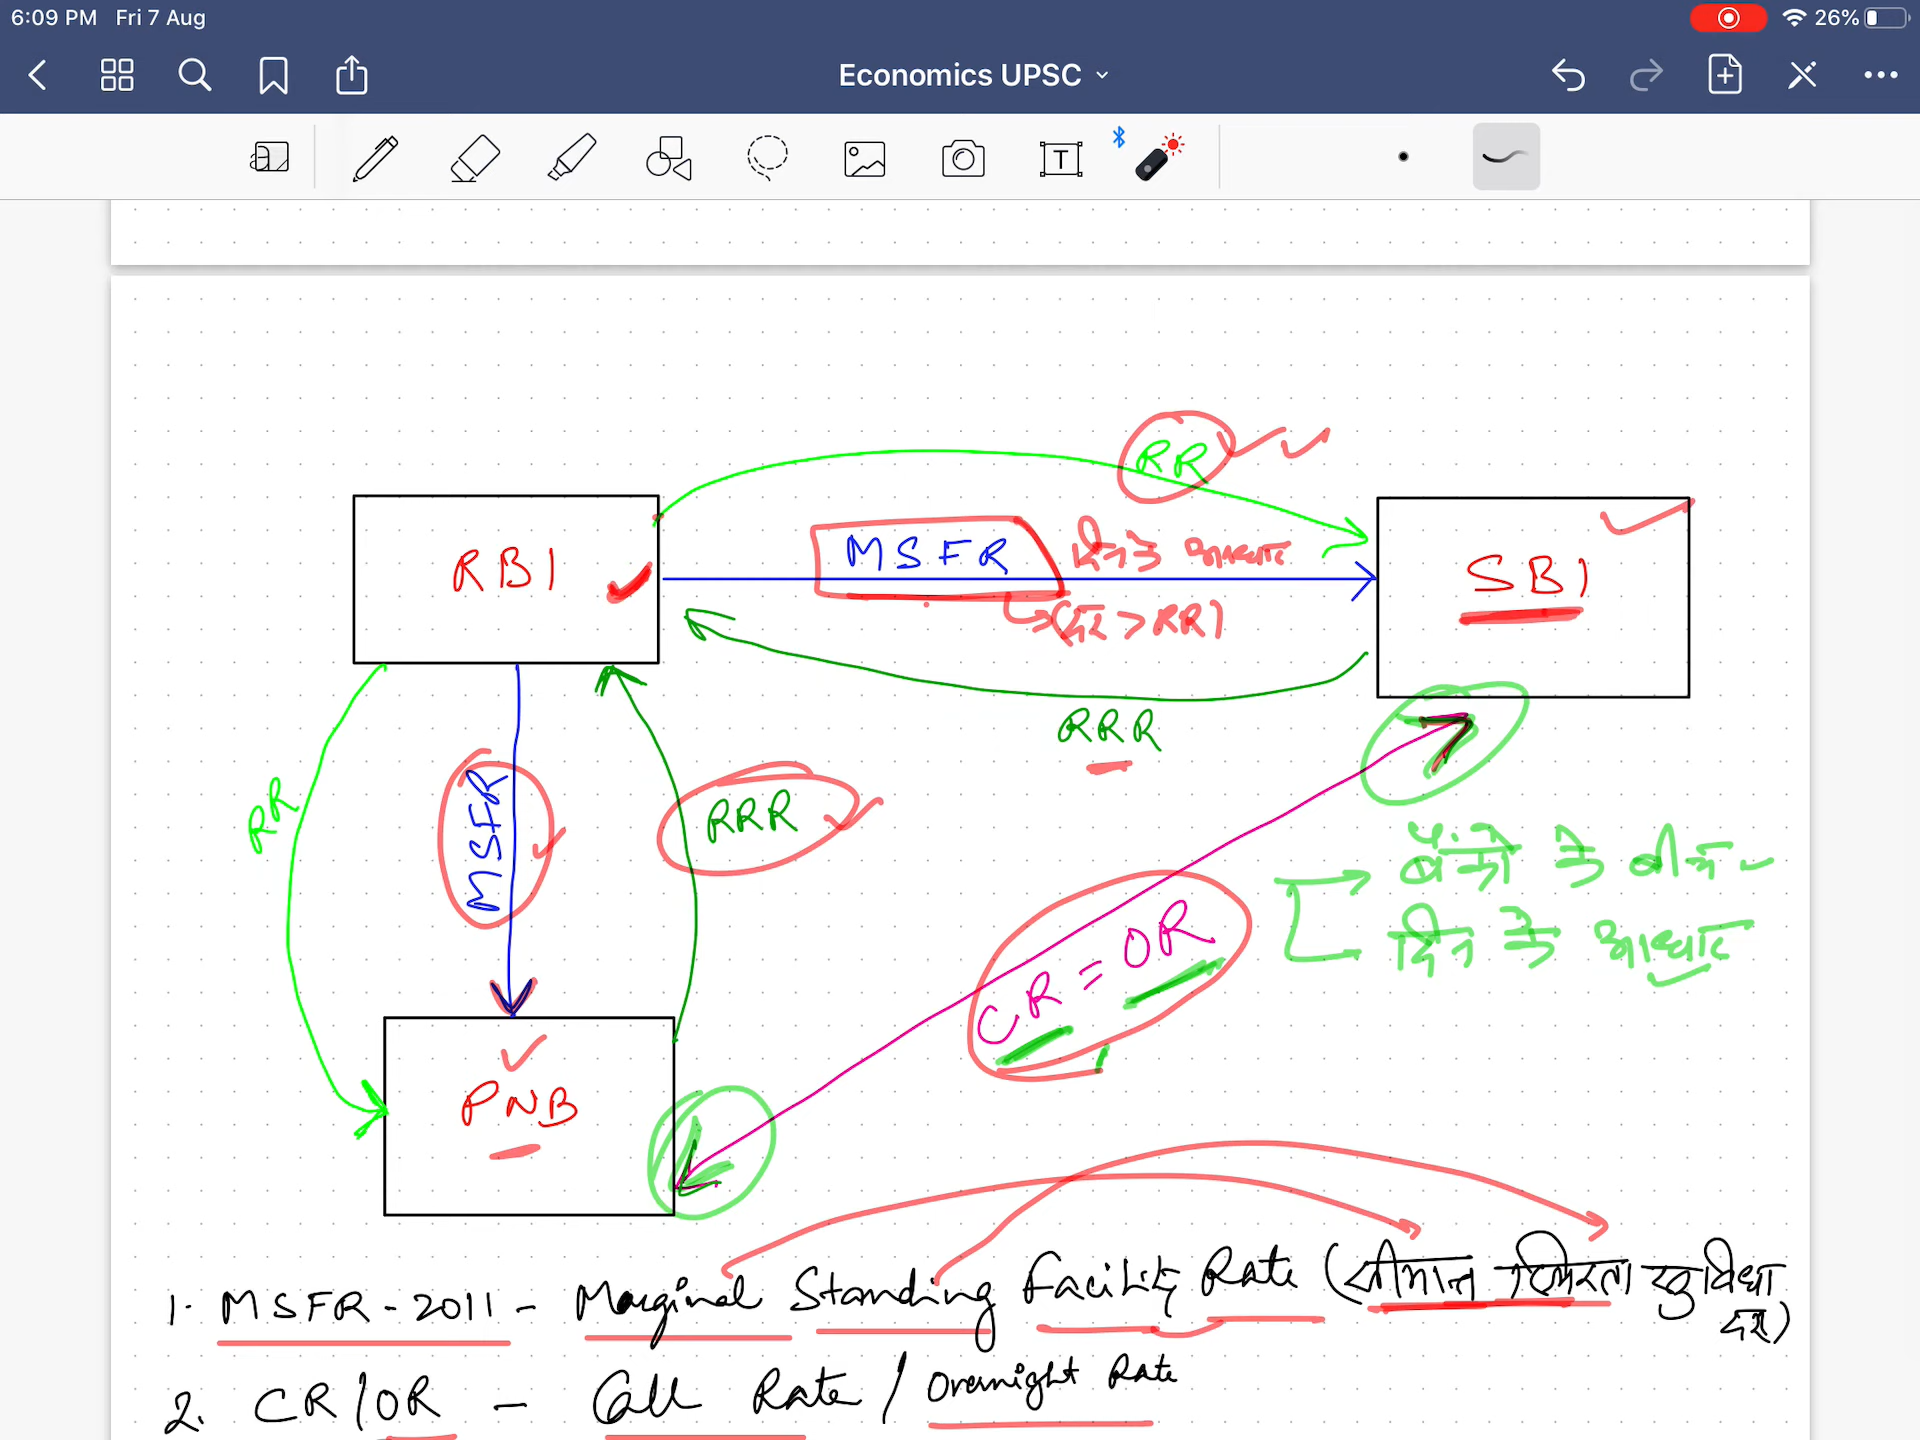 6:09 PM Fri 7 Aug
26%
Economics UPSC
RR
RBI
MSFR
दिन के आधार
SBI
(दर > RR)
RRR
RR
MSFR
RRR
बैंकों के बीच
CR = OR
दिन के आधार
PNB
1. MSFR - 2011 - Marginal Standing Facility Rate (सीमान्त स्थिरता सुविधा
दर)
2. CR/OR - Call Rate / Overnight Rate